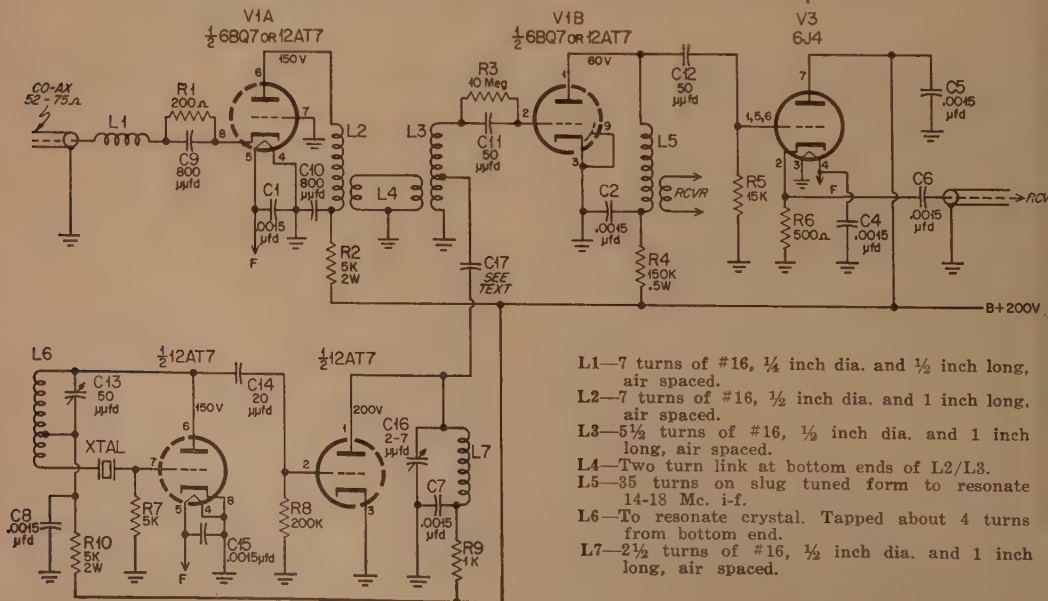 V1A
½ 6BQ7 OR 12AT7
V1B
½ 6BQ7 OR 12AT7
V3
6J4
CO-AX
52-75Ω
L1
R1
200Ω
C9
800
μμfd
8
6
150V
7
5
4
C1
.0015
μfd
F
C10
800
μμfd
L2
R2
5K
2W
L4
L3
R3
10 Meg
C11
50
μμfd
2
1
60V
9
3
C2
.0015
μfd
C12
50
μμfd
L5
RCVR
R4
150K
.5W
R5
15K
1,5,6
7
2
3
4
F
R6
500Ω
C4
.0015
μfd
C5
.0015
μfd
C6
.0015
μfd
RCV
C17
SEE
TEXT
B+200V.
L6
C13
50
μμfd
½ 12AT7
150V
6
XTAL
7
5
4
8
C8
.0015
μfd
R10
5K
2W
R7
5K
C15
.0015μfd
F
C14
20
μμfd
R8
200K
½ 12AT7
200V
1
2
3
C16
2-7
μμfd
L7
C7
.0015
μfd
R9
1K
L1—7 turns of #16, ¼ inch dia. and ½ inch long,
air spaced.
L2—7 turns of #16, ½ inch dia. and 1 inch long,
air spaced.
L3—5½ turns of #16, ½ inch dia. and 1 inch
long, air spaced.
L4—Two turn link at bottom ends of L2/L3.
L5—35 turns on slug tuned form to resonate
14-18 Mc. i-f.
L6—To resonate crystal. Tapped about 4 turns
from bottom end.
L7—2½ turns of #16, ½ inch dia. and 1 inch
long, air spaced.